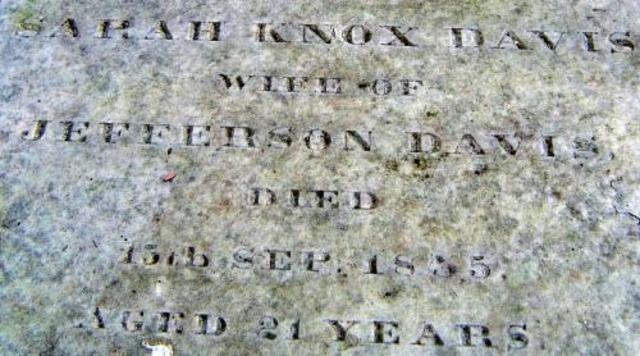 SARAH KNOX DAVIS
WIFE OF
JEFFERSON DAVIS,
DIED
15th SEP. 1835
AGED 21 YEARS